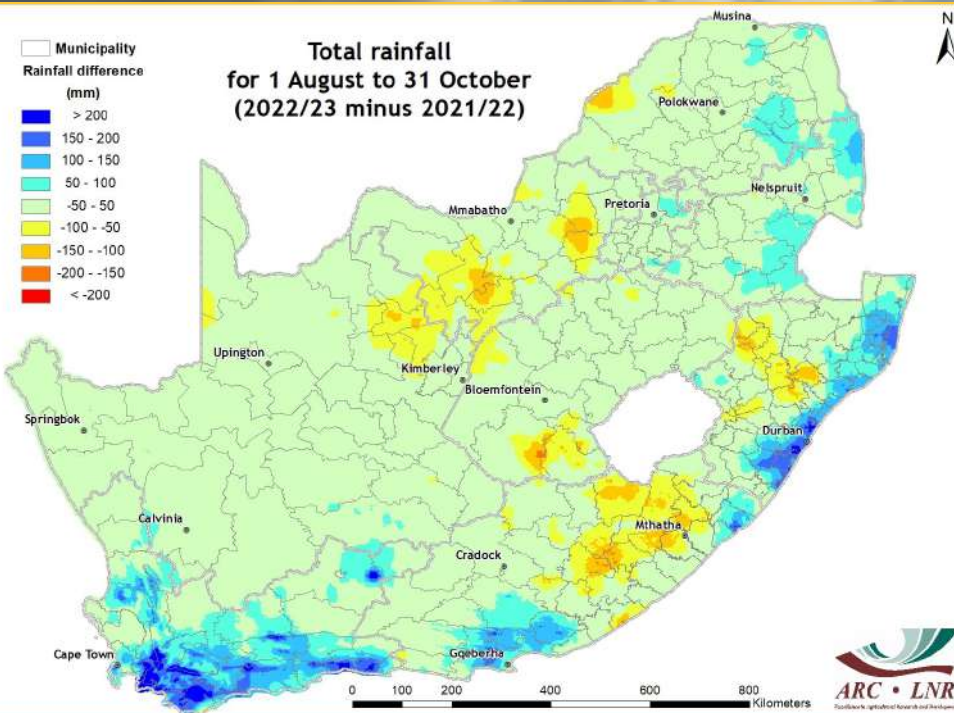 Total rainfall
for 1 August to 31 October
(2022/23 minus 2021/22)
N
Municipality
Rainfall difference
(mm)
> 200
150 - 200
100 - 150
50 - 100
-50 - 50
-100 - -50
-150 - -100
-200 - -150
< -200
Musina
Polokwane
Nelspruit
Pretoria
Mmabatho
Upington
Kimberley
Bloemfontein
Springbok
Durban
Calvinia
Mthatha
Cradock
Cape Town
Gqeberha
0 100 200 400 600 800
Kilometers
ARC • LNR